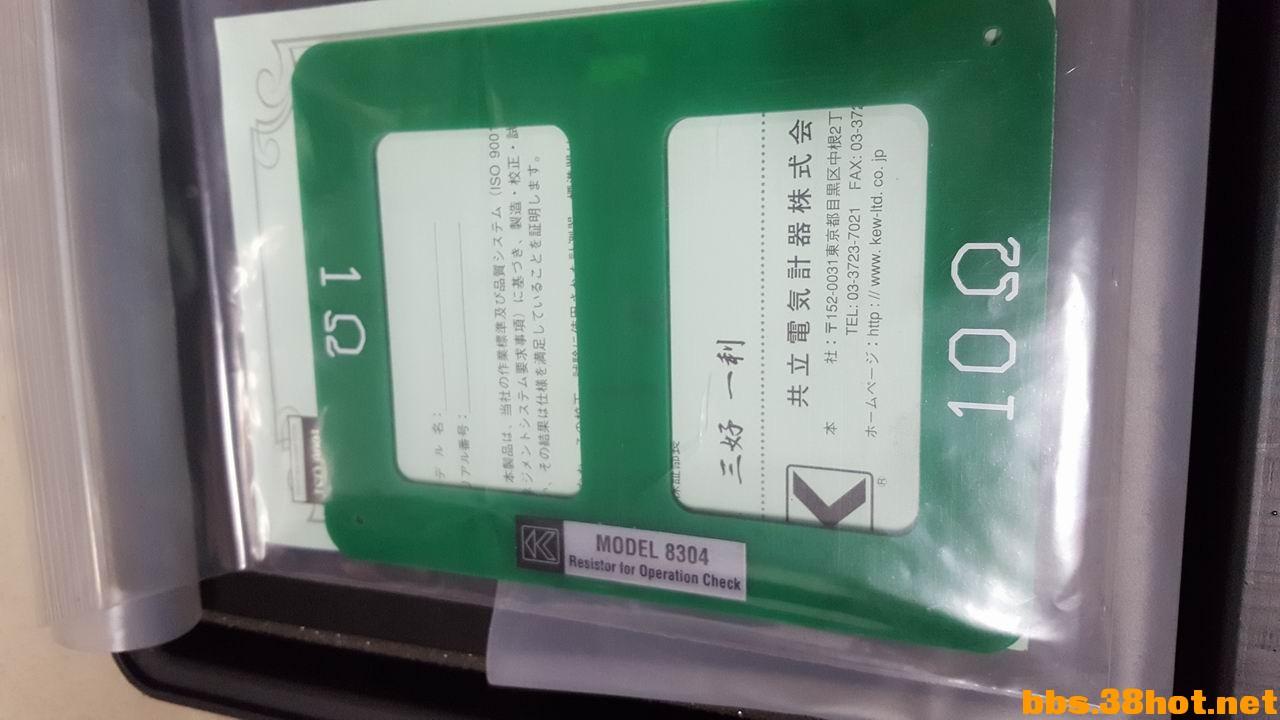 1Ω
デル名：
リアル番号：
本製品は、当社の作業標準及び品質システム（ISO 9001
ジメントシステム要求事項）に基づき、製造・校正・試
、その結果は仕様を満足していることを証明します。
三好 一利
共立電気計器株式会
本 社：〒152-0031東京都目黒区中根2丁
TEL: 03-3723-7021 FAX: 03-372
ホームページ：http://www.kew-ltd.co.jp
®
10Ω
MODEL 8304
Resistor for Operation Check
bbs.38hot.net